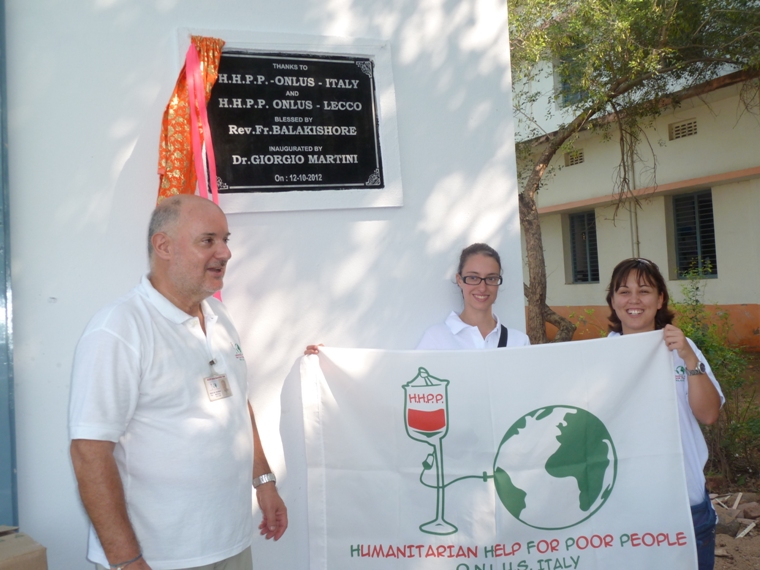 THANKS TO
H.H.P.P. -ONLUS - ITALY
AND
H.H.P.P. ONLUS - LECCO
BLESSED BY
Rev.Fr.BALAKISHORE
INAUGURATED BY
Dr.GIORGIO MARTINI
On : 12-10-2012
H.H.P.P.
HUMANITARIAN HELP FOR POOR PEOPLE
O.N.L.U.S. ITALY